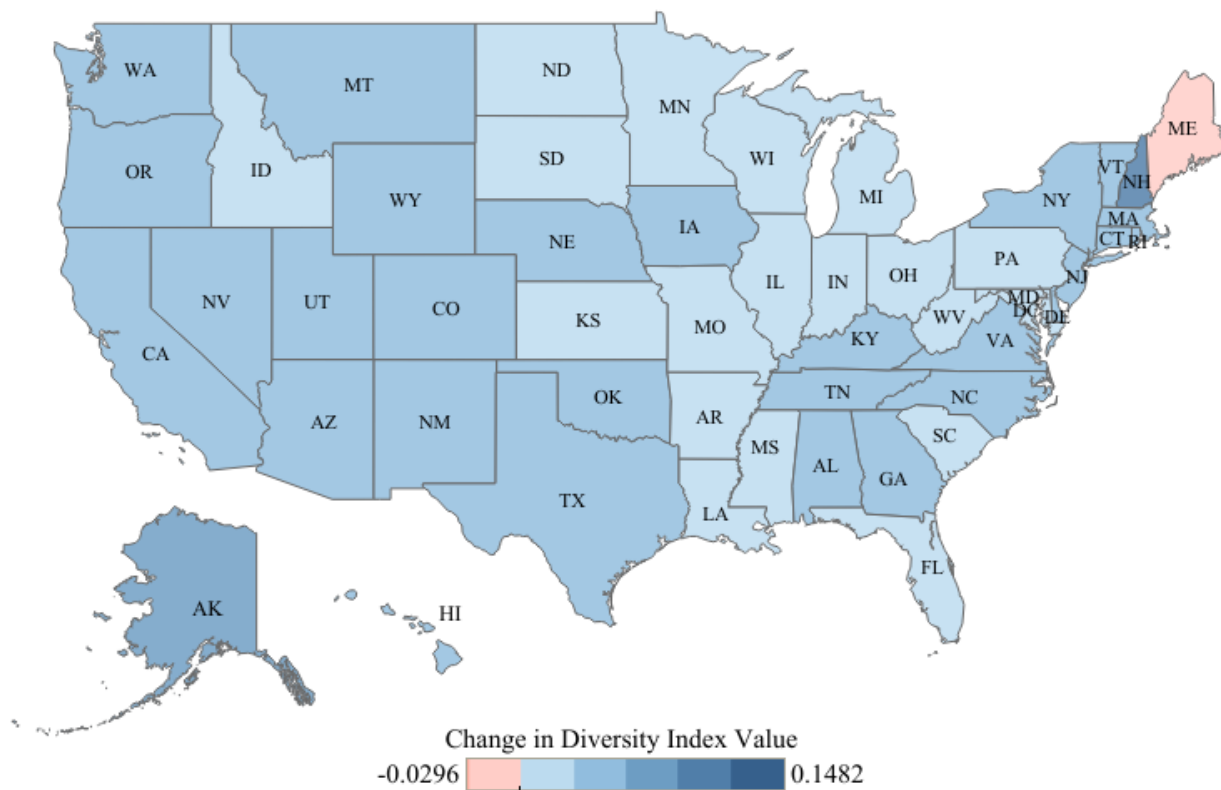 WA
MT
ND
MN
ME
OR
ID
SD
WI
MI
VT
NH
NY
WY
MA
IA
NE
CT
RI
PA
NV
UT
CO
IL
IN
OH
NJ
KS
MO
WV
MD
DC
DE
CA
KY
VA
AZ
NM
OK
TN
NC
AR
SC
MS
AL
GA
TX
LA
FL
AK
HI
Change in Diversity Index Value
-0.0296 0.1482